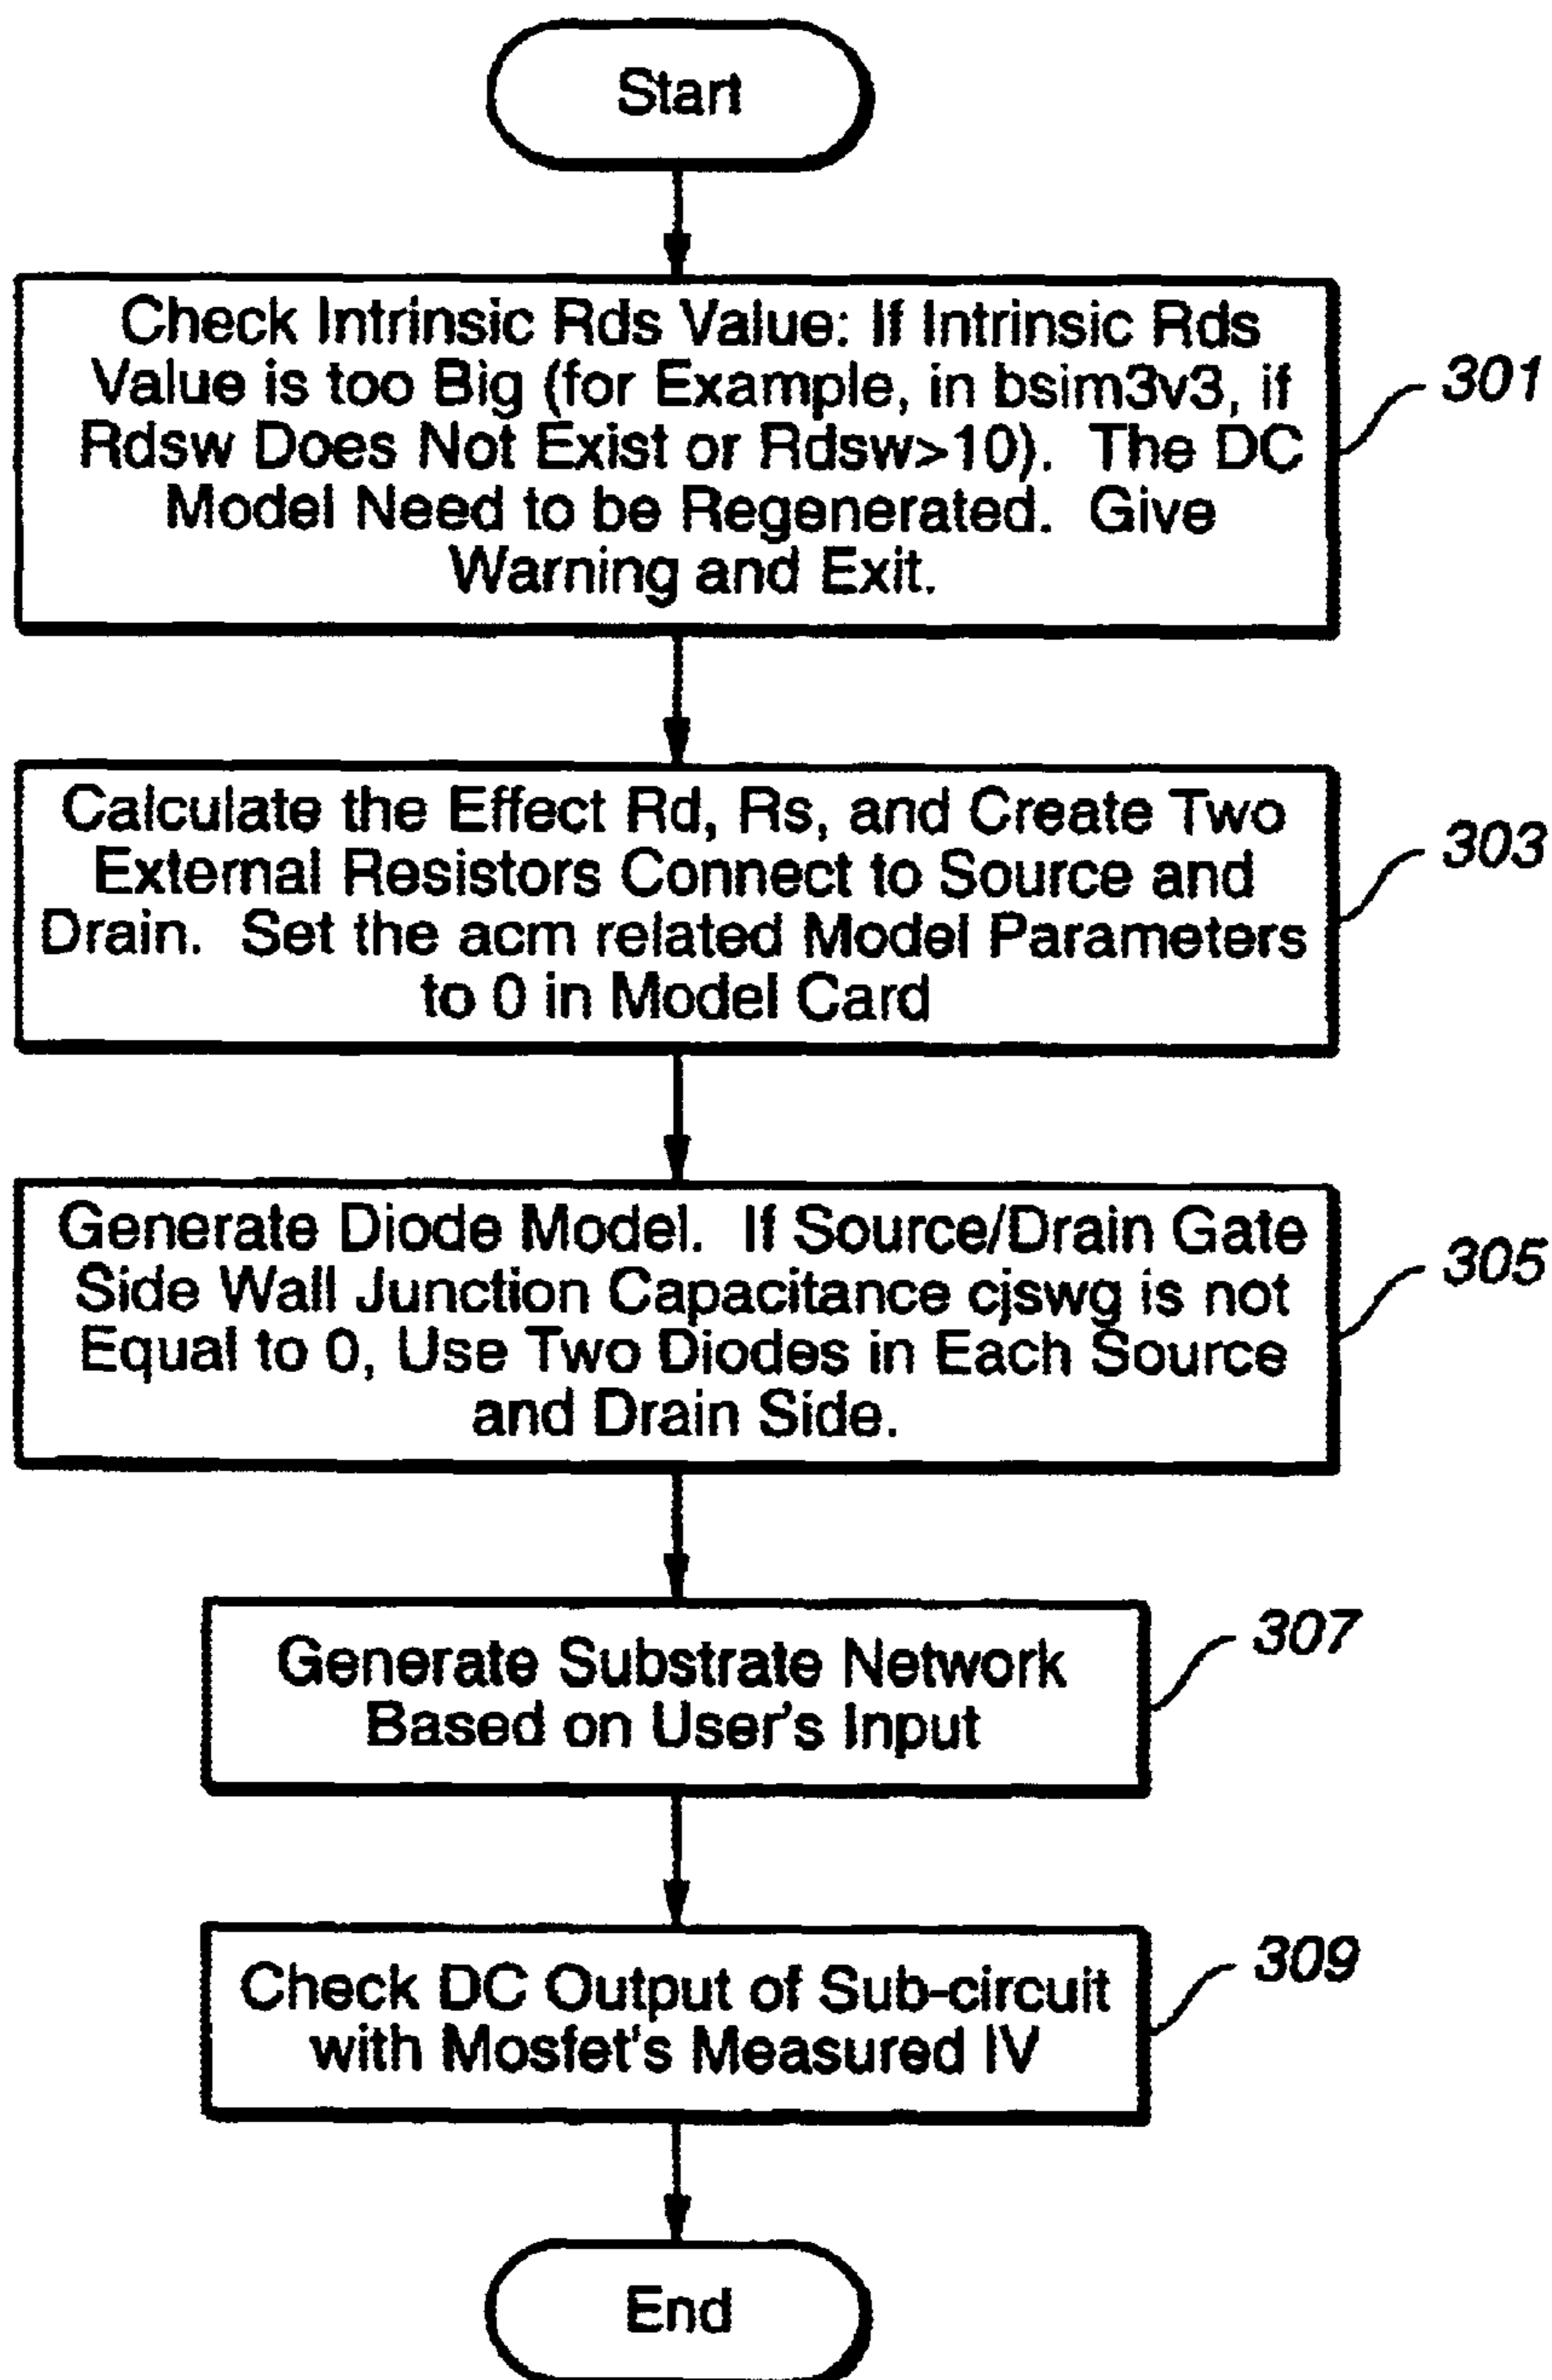 Start
Check Intrinsic Rds Value: If Intrinsic Rds
Value is too Big (for Example, in bsim3v3, if
Rdsw Does Not Exist or Rdsw>10). The DC
Model Need to be Regenerated. Give
Warning and Exit.
301
Calculate the Effect Rd, Rs, and Create Two
External Resistors Connect to Source and
Drain. Set the acm related Model Parameters
to 0 in Model Card
303
Generate Diode Model. If Source/Drain Gate
Side Wall Junction Capacitance cjswg is not
Equal to 0, Use Two Diodes in Each Source
and Drain Side.
305
Generate Substrate Network
Based on User's Input
307
Check DC Output of Sub-circuit
with Mosfet's Measured IV
309
End